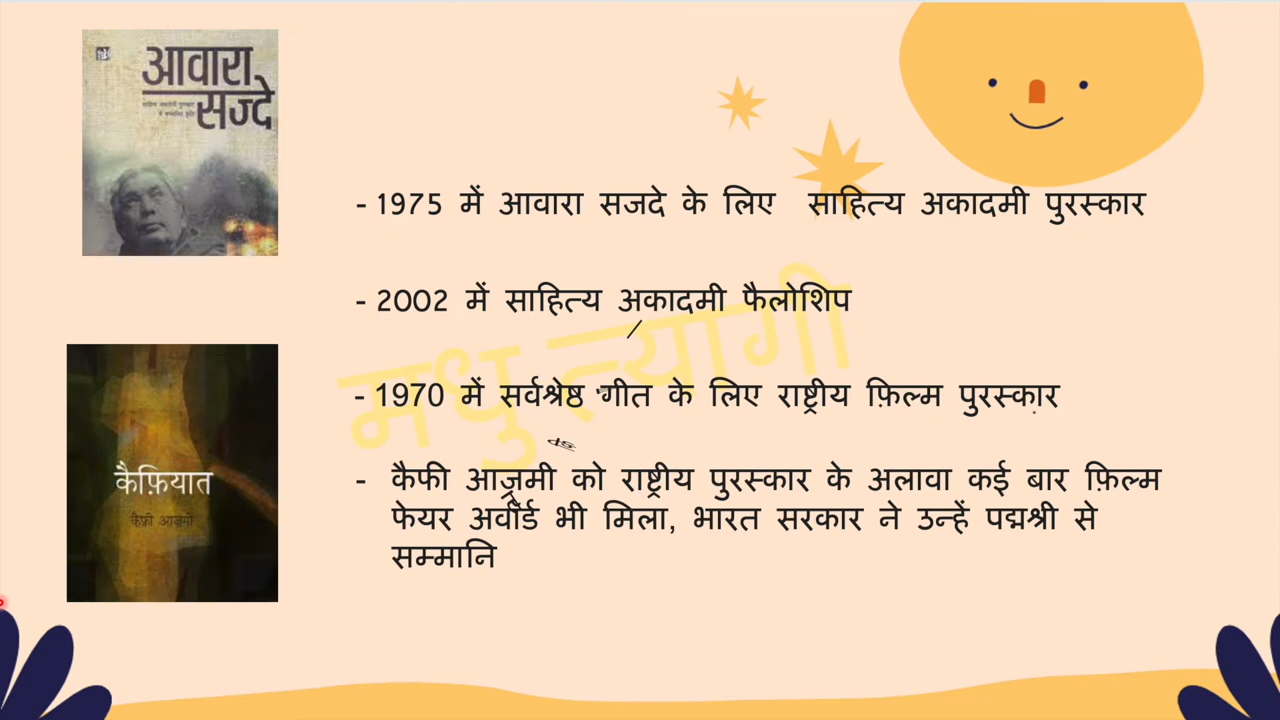 आवारा
सज्दे
- 1975 में आवारा सजदे के लिए साहित्य अकादमी पुरस्कार
- 2002 में साहित्य अकादमी फैलोशिप
मधु त्यागी
- 1970 में सर्वश्रेष्ठ गीत के लिए राष्ट्रीय फ़िल्म पुरस्कार
कैफ़ियात
कैफ़ी आज़मी
- कैफी आज़मी को राष्ट्रीय पुरस्कार के अलावा कई बार फ़िल्म
फेयर अवॉर्ड भी मिला, भारत सरकार ने उन्हें पद्मश्री से
सम्मानि